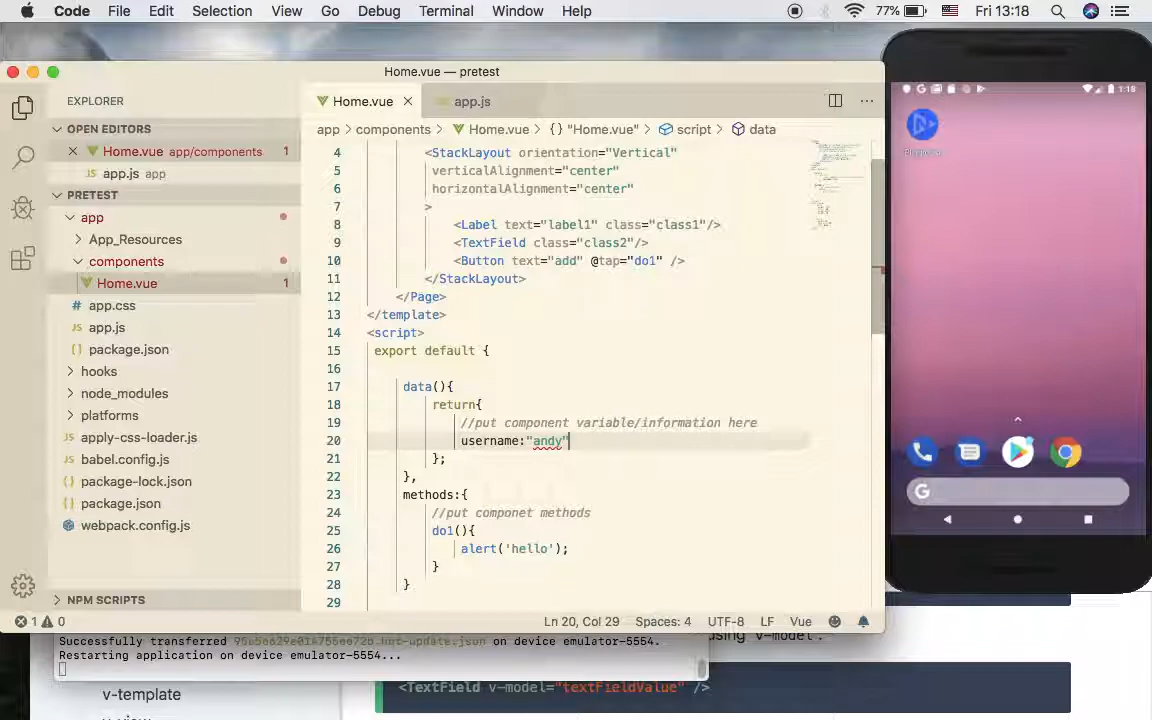 Code File Edit Selection View Go Debug Terminal Window Help 77% Fri 13:18
Home.vue — pretest
EXPLORER
OPEN EDITORS
Home.vue app/components 1
app.js app
PRETEST
app
App_Resources
components
Home.vue 1
app.css
app.js
package.json
hooks
node_modules
platforms
apply-css-loader.js
babel.config.js
package-lock.json
package.json
webpack.config.js
NPM SCRIPTS
Home.vue app.js
app > components > Home.vue > {} "Home.vue" > script > data
4 <StackLayout orientation="Vertical"
5 verticalAlignment="center"
6 horizontalAlignment="center"
7 >
8 <Label text="label1" class="class1"/>
9 <TextField class="class2"/>
10 <Button text="add" @tap="do1" />
11 </StackLayout>
12 </Page>
13 </template>
14 <script>
15 export default {
16
17 data(){
18 return{
19 //put component variable/information here
20 username:"andy"
21 };
22 },
23 methods:{
24 //put componet methods
25 do1(){
26 alert('hello');
27 }
28 }
29
1 0 Ln 20, Col 29 Spaces: 4 UTF-8 LF Vue
1:18
Successfully transferred on device emulator-5554.
Restarting application on device emulator-5554...
using v-model.
<TextField v-model="textFieldValue" />
v-template